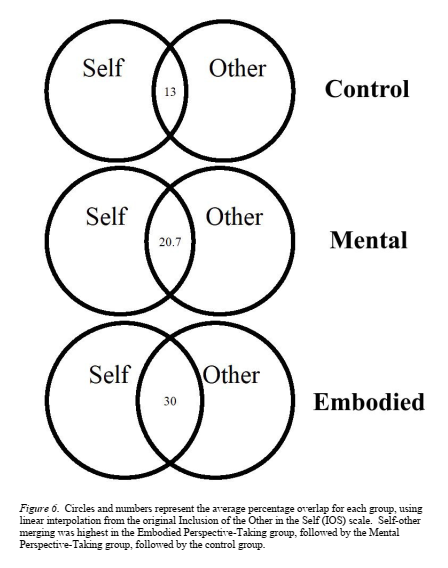 Self Other
13
Control
Self Other
20.7
Mental
Self Other
30
Embodied
Figure 6. Circles and numbers represent the average percentage overlap for each group, using
linear interpolation from the original Inclusion of the Other in the Self (IOS) scale. Self-other
merging was highest in the Embodied Perspective-Taking group, followed by the Mental
Perspective-Taking group, followed by the control group.